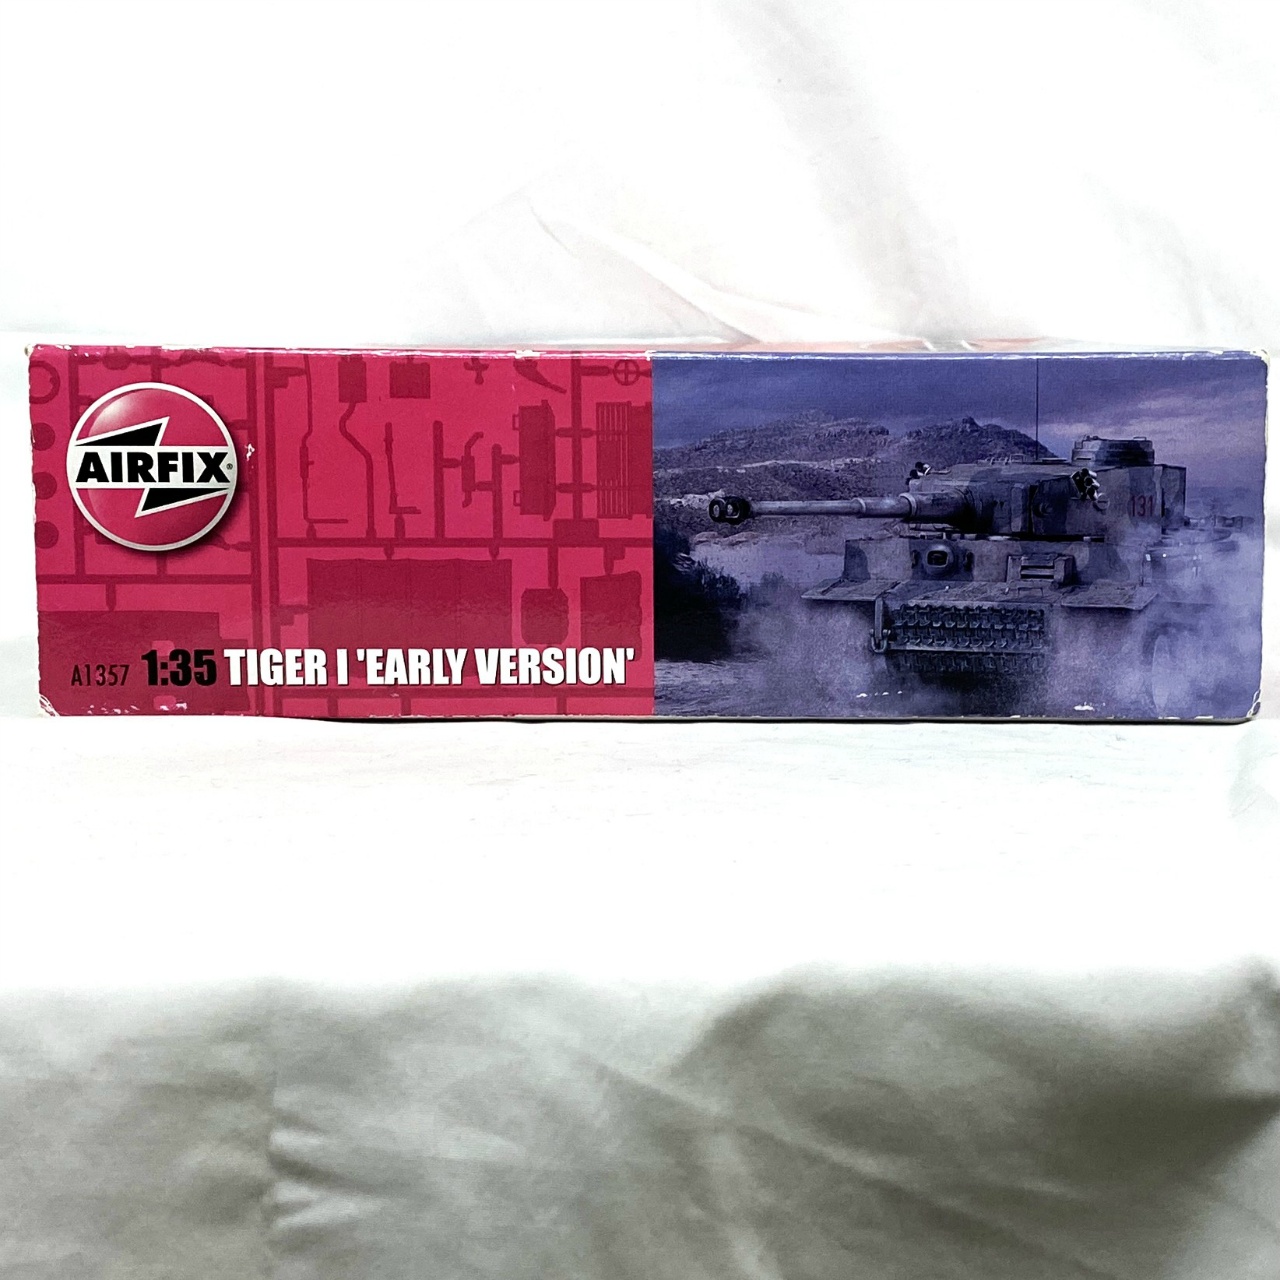 AIRFIX®
A1357 1:35 TIGER I 'EARLY VERSION'
131